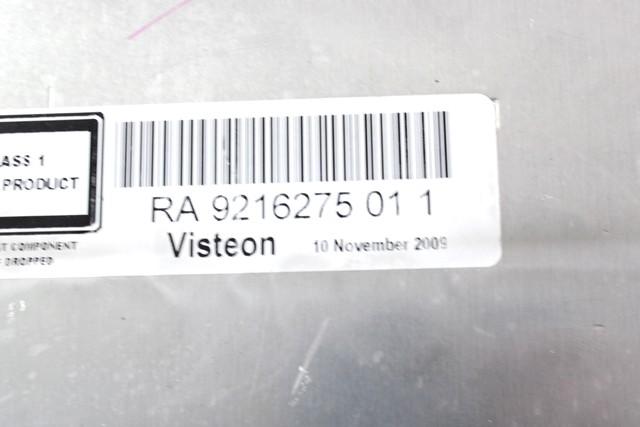 ASS 1
PRODUCT
T COMPONENT
DROPPED
RA 9216275 01 1
Visteon 10 November 2009